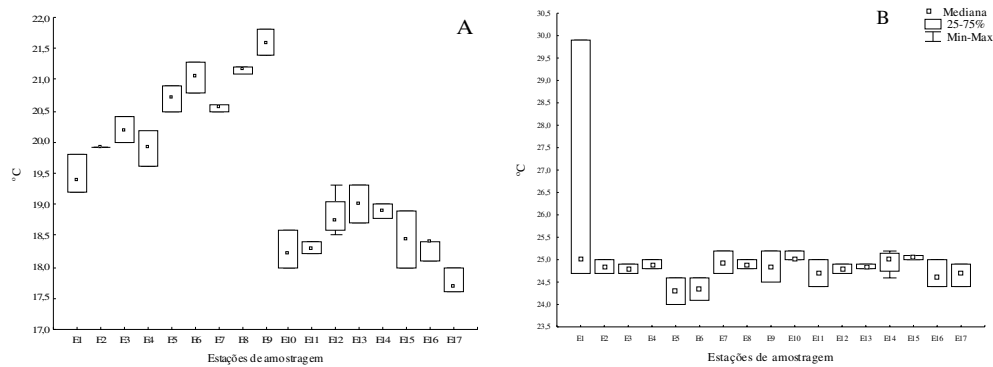 A
22,0
21,5
21,0
20,5
20,0
19,5
19,0
18,5
18,0
17,5
17,0
°C
E1 E2 E3 E4 E5 E6 E7 E8 E9 E10 E11 E12 E13 E14 E15 E16 E17
Estações de amostragem
B
Mediana
25-75%
Min-Max
30,5
30,0
29,5
29,0
28,5
28,0
27,5
27,0
26,5
26,0
25,5
25,0
24,5
24,0
23,5
°C
E1 E2 E3 E4 E5 E6 E7 E8 E9 E10 E11 E12 E13 E14 E15 E16 E17
Estações de amostragem